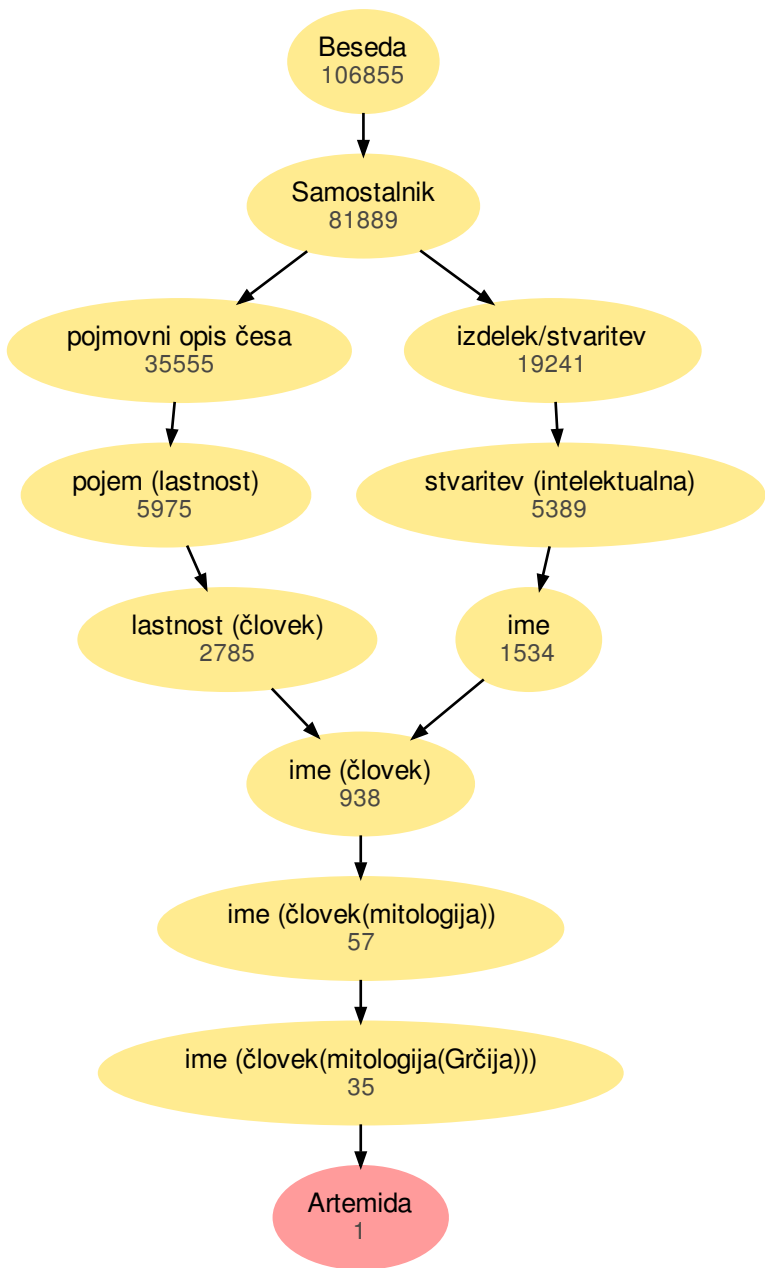 Beseda
106855
Samostalnik
81889
pojmovni opis česa
35555
izdelek/stvaritev
19241
pojem (lastnost)
5975
stvaritev (intelektualna)
5389
lastnost (človek)
2785
ime
1534
ime (človek)
938
ime (človek(mitologija))
57
ime (človek(mitologija(Grčija)))
35
Artemida
1